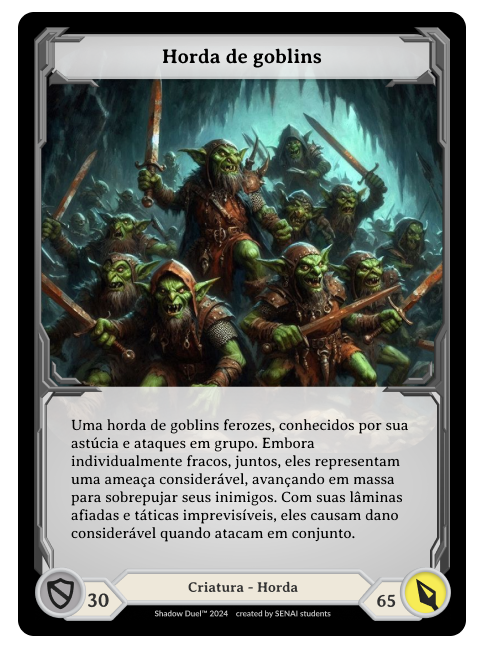 Horda de goblins
Uma horda de goblins ferozes, conhecidos por sua
astúcia e ataques em grupo. Embora
individualmente fracos, juntos, eles representam
uma ameaça considerável, avançando em massa
para sobrepujar seus inimigos. Com suas lâminas
afiadas e táticas imprevisíveis, eles causam dano
considerável quando atacam em conjunto.
30
Criatura - Horda
65
Shadow Duel™ 2024 created by SENAI students